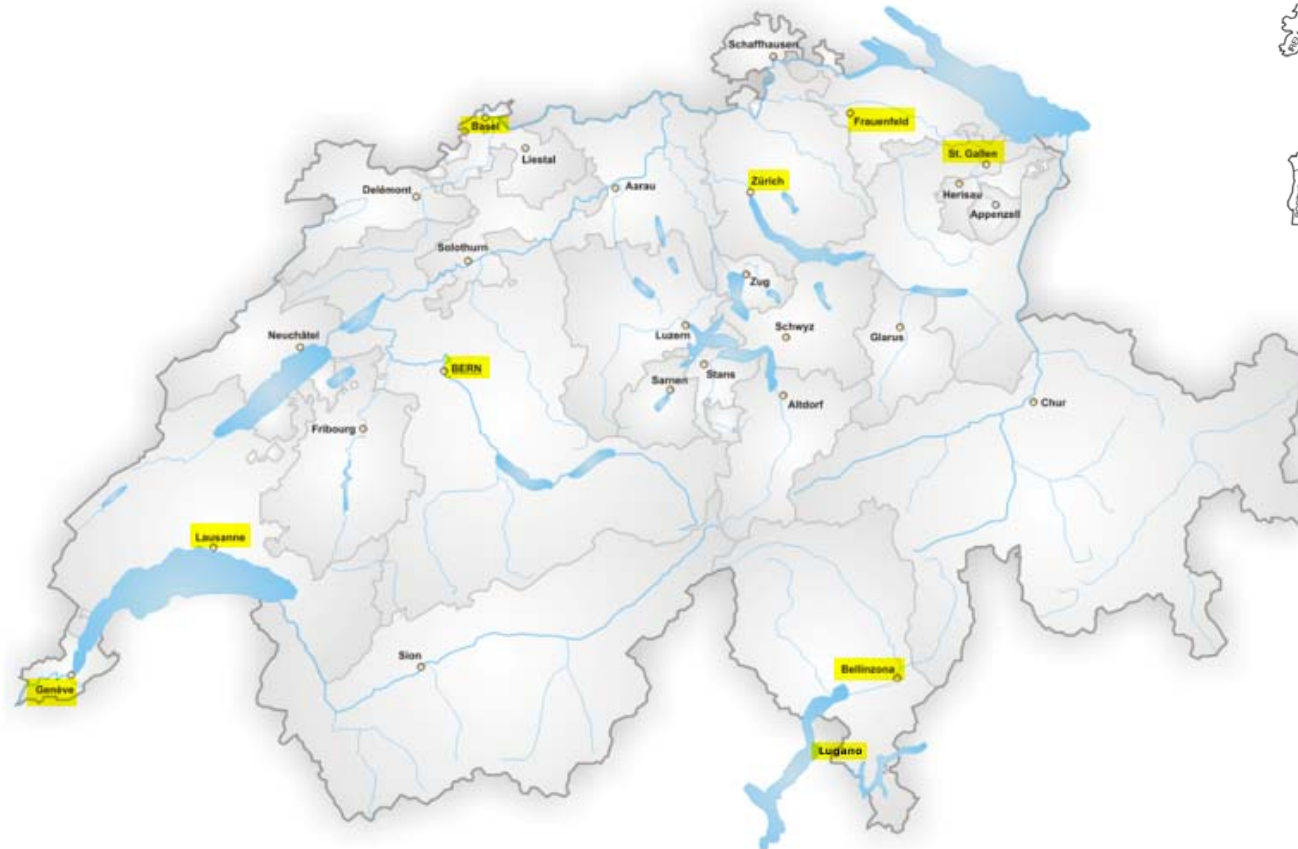 Schaffhausen
Frauenfeld
Basel
Liestal
St. Gallen
Zürich
Aarau
Delémont
Herisau
Appenzell
Solothurn
Zug
Neuchâtel
Luzern
Schwyz
Glarus
BERN
Sarnen
Stans
Altdorf
Chur
Fribourg
Lausanne
Sion
Bellinzona
Genève
Lugano